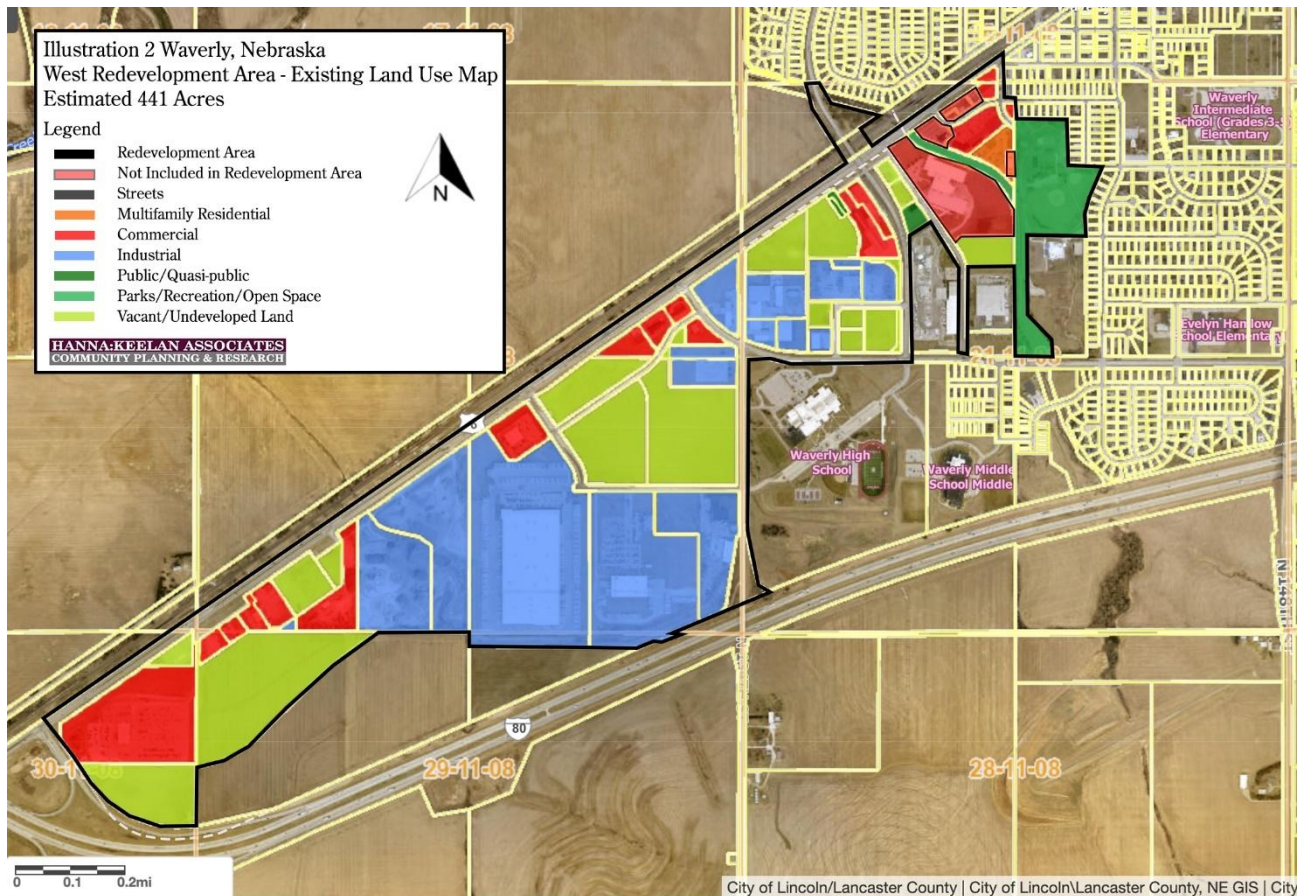 Illustration 2 Waverly, Nebraska
West Redevelopment Area - Existing Land Use Map
Estimated 441 Acres
Legend
Redevelopment Area
Not Included in Redevelopment Area
Streets
Multifamily Residential
Commercial
Industrial
Public/Quasi-public
Parks/Recreation/Open Space
Vacant/Undeveloped Land
HANNA:KEELAN ASSOCIATES
COMMUNITY PLANNING & RESEARCH
N
Waverly
Intermediate
School (Grades 3-5)
Elementary
Evelyn Hamlow
School Elementary
21-11-08
Waverly High
School
Waverly Middle
School Middle
80
30-11-08
29-11-08
28-11-08
0 0.1 0.2mi
City of Lincoln/Lancaster County | City of Lincoln\Lancaster County, NE GIS | City